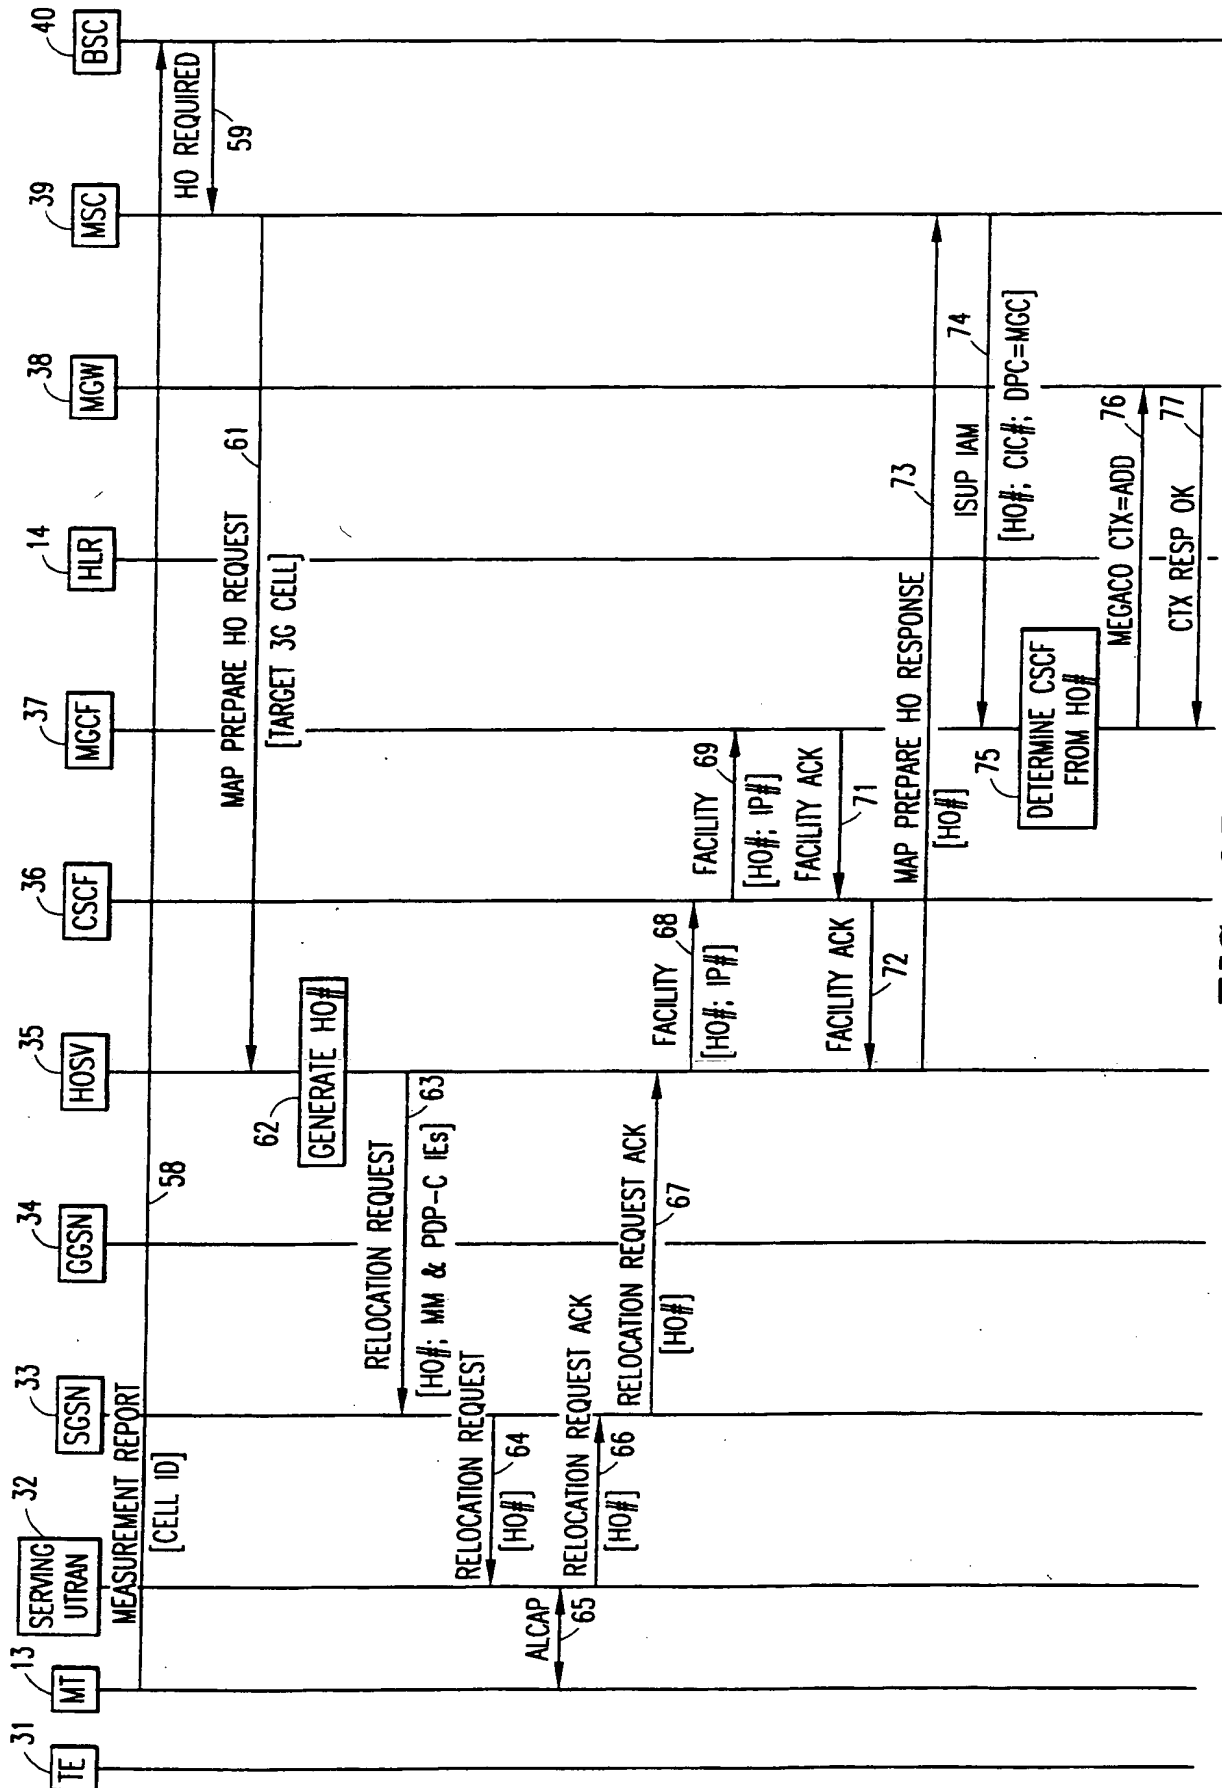 31
TE
13
MT
32
SERVING
UTRAN
33
SGSN
34
GGSN
35
HOSV
36
CSCF
37
MGCF
14
HLR
38
MGW
39
MSC
40
BSC
MEASUREMENT REPORT
[CELL ID]
58
HO REQUIRED
59
MAP PREPARE HO REQUEST
61
[TARGET 3G CELL]
62
GENERATE HO#
RELOCATION REQUEST
63
[HO#; MM & PDP-C IEs]
RELOCATION REQUEST
64
[HO#]
ALCAP
65
RELOCATION REQUEST ACK
66
[HO#]
RELOCATION REQUEST ACK
67
[HO#]
FACILITY
68
[HO#; IP#]
FACILITY
69
[HO#; IP#]
FACILITY ACK
71
FACILITY ACK
72
MAP PREPARE HO RESPONSE
73
[HO#]
ISUP IAM
74
[HO#; CIC#; DPC=MGC]
75
DETERMINE CSCF
FROM HO#
MEGACO CTX=ADD
76
CTX RESP OK
77